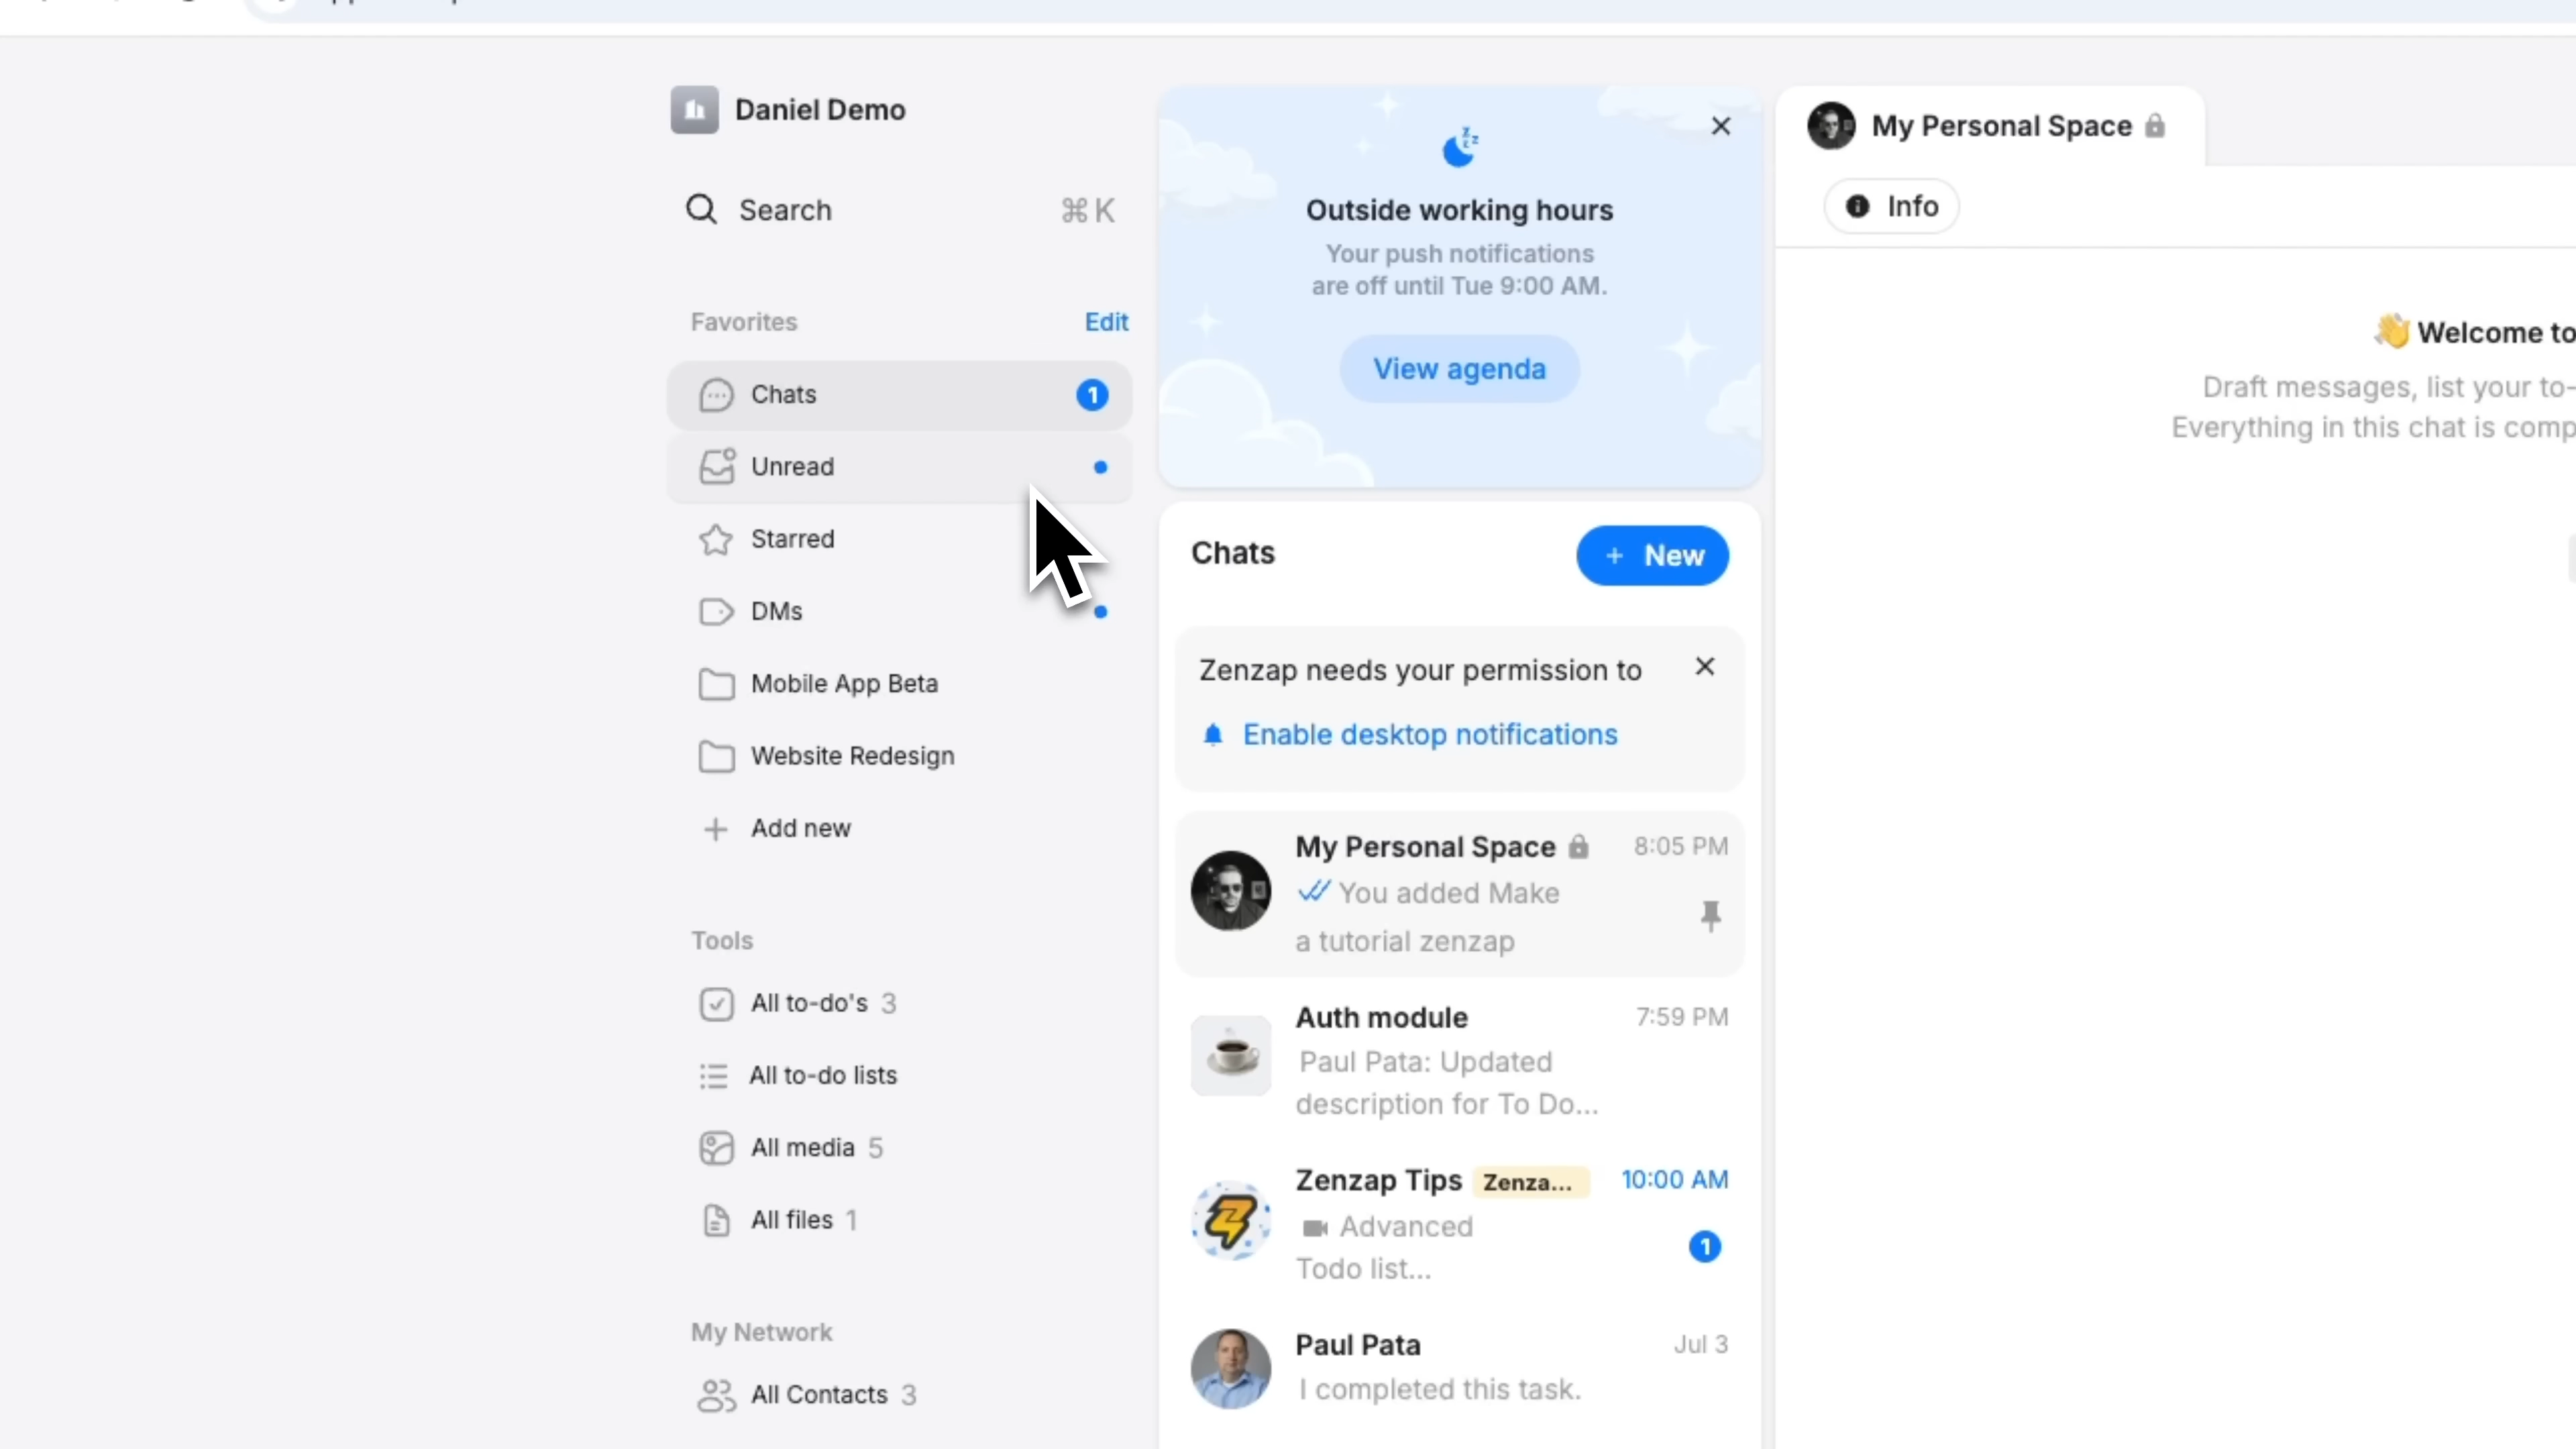 Daniel Demo
Search ⌘ K
Favorites Edit
Chats 1
Unread
Starred
DMs
Mobile App Beta
Website Redesign
+ Add new
Tools
All to-do's 3
All to-do lists
All media 5
All files 1
My Network
All Contacts 3
Outside working hours
Your push notifications
are off until Tue 9:00 AM.
View agenda
Chats
+ New
Zenzap needs your permission to
Enable desktop notifications
My Personal Space 8:05 PM
You added Make
a tutorial zenzap
Auth module 7:59 PM
Paul Pata: Updated
description for To Do...
Zenzap Tips Zenza... 10:00 AM
Advanced
Todo list... 1
Paul Pata Jul 3
I completed this task.
My Personal Space
Info
👋 Welcome to
Draft messages, list your to-
Everything in this chat is comp